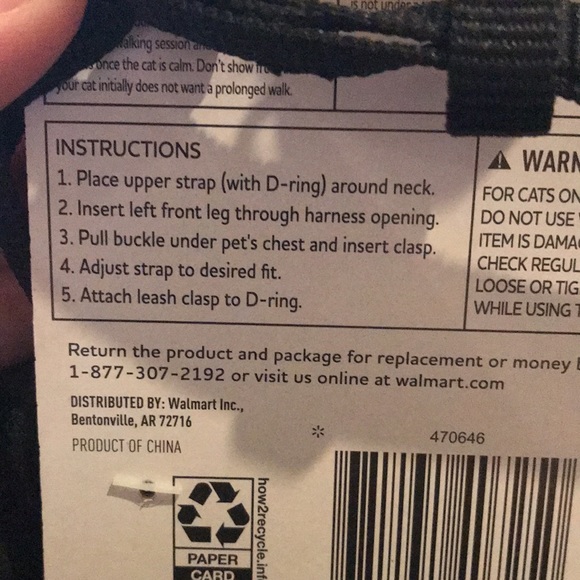 is not under
walking session and
once the cat is calm. Don't show
your cat initially does not want a prolonged walk.
INSTRUCTIONS
1. Place upper strap (with D-ring) around neck.
2. Insert left front leg through harness opening.
3. Pull buckle under pet's chest and insert clasp.
4. Adjust strap to desired fit.
5. Attach leash clasp to D-ring.
WARN
FOR CATS ON
DO NOT USE
ITEM IS DAMA
CHECK REGUL
LOOSE OR TIG
WHILE USING T
Return the product and package for replacement or money
1-877-307-2192 or visit us online at walmart.com
DISTRIBUTED BY: Walmart Inc.,
Bentonville, AR 72716
PRODUCT OF CHINA
470646
how2recycle.inf
PAPER
CARD